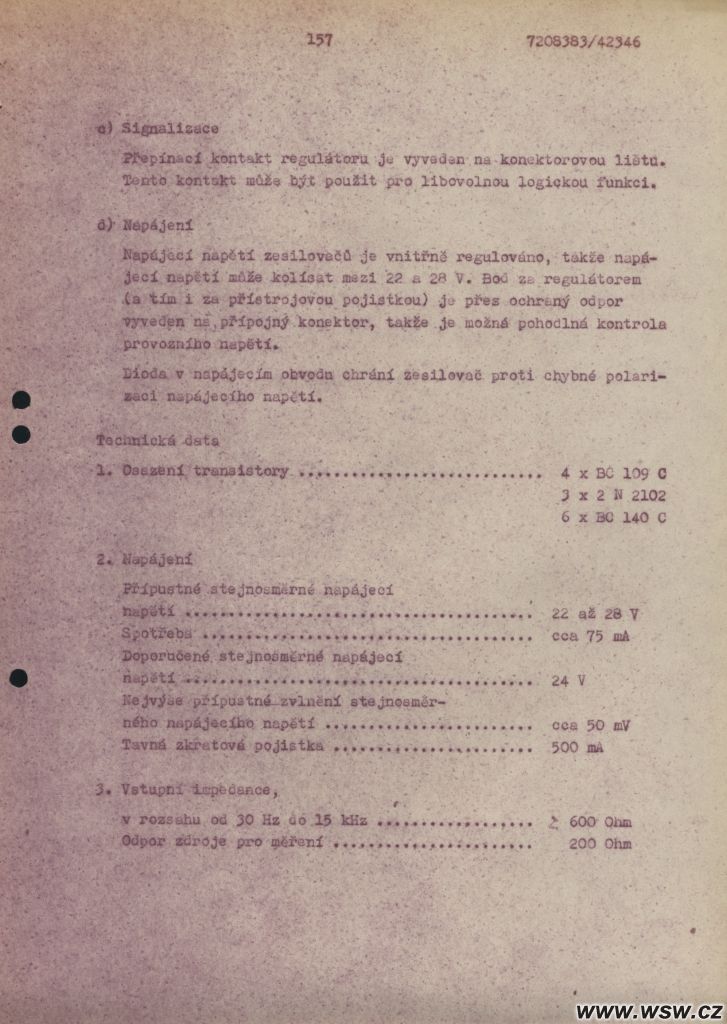 157 7208383/42346
c) Signalizace
Přepínací kontakt regulátoru je vyveden na konektorovou lištu.
Tento kontakt může být použit pro libovolnou logickou funkci.
d) Napájení
Napájecí napětí zesilovačů je vnitřně regulováno, takže napá-
jecí napětí může kolísat mezi 22 a 28 V. Bod za regulátorem
(a tím i za přístrojovou pojistkou) je přes ochraný odpor
vyveden na přípojný konektor, takže je možná pohodlná kontrola
provozního napětí.
Dioda v napájecím obvodu chrání zesilovač proti chybné polari-
zaci napájecího napětí.
Technická data
1. Osazení transistory ............................ 4 x BC 109 C
3 x 2 N 2102
6 x BC 140 C
2. Napájení
Přípustné stejnosměrné napájecí
napětí ........................................ 22 až 28 V
Spotřeba ...................................... cca 75 mA
Doporučené stejnosměrné napájecí
napětí ........................................ 24 V
Nejvýše přípustné zvlnění stejnosměr-
ného napájecího napětí ........................ cca 50 mV
Tavná zkratová pojistka ....................... 500 mA
3. Vstupní impedance,
v rozsahu od 30 Hz do 15 kHz .................. ≥ 600 Ohm
Odpor zdroje pro měření ....................... 200 Ohm
www.wsw.cz